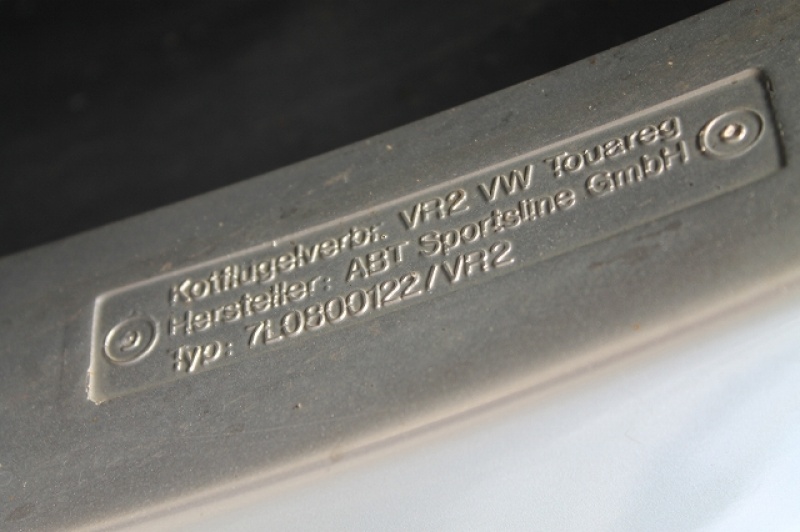 Kotflügelverbr. VR2 VW Touareg
Hersteller: ABT Sportsline GmbH
Typ: 7L0800122/VR2